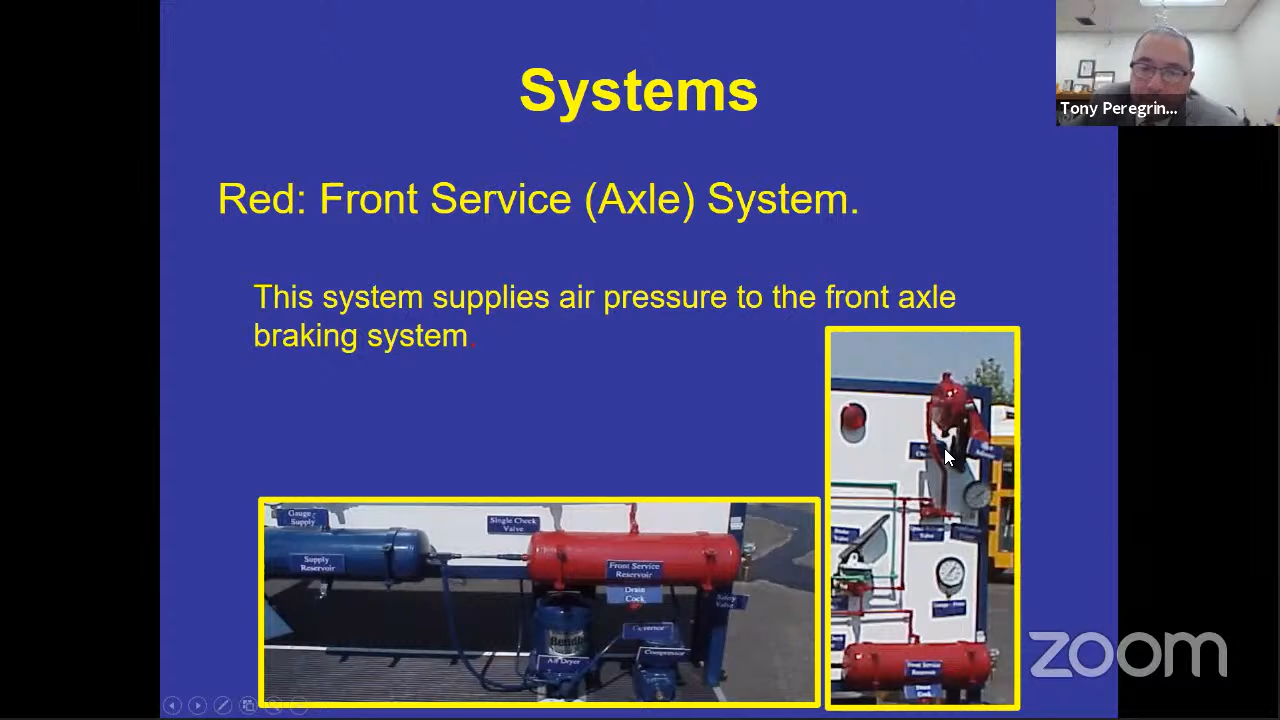 Systems
Tony Peregrin...
Red: Front Service (Axle) System.
This system supplies air pressure to the front axle
braking system.
Gauge
Supply
Single Check
Valve
Supply
Reservoir
Front Service
Reservoir
Drain
Cock
Safety
Valve
Governor
Compressor
Air Dryer
Front Service
Reservoir
zoom